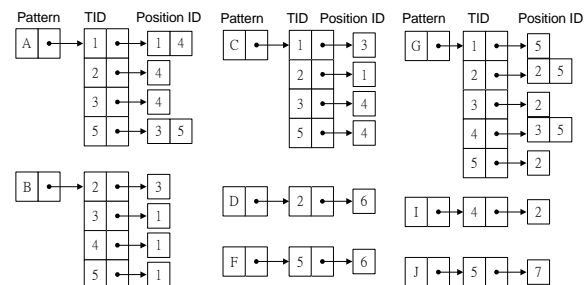 Pattern TID Position ID
A 1 1 4
2 4
3 4
5 3 5
B 2 3
3 1
4 1
5 1
Pattern TID Position ID
C 1 3
2 1
3 4
5 4
D 2 6
F 5 6
Pattern TID Position ID
G 1 5
2 2 5
3 2
4 3 5
5 2
I 4 2
J 5 7